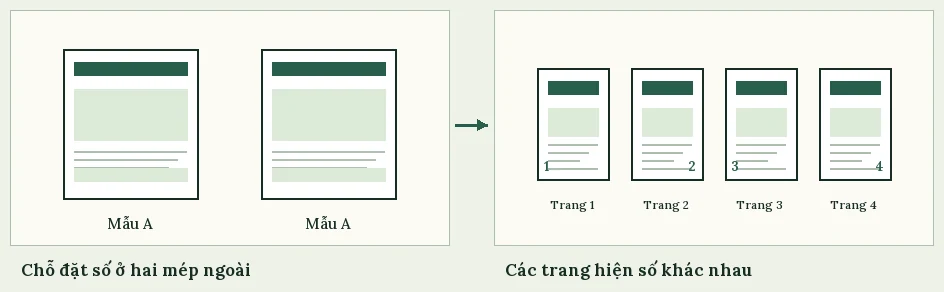 Mẫu A
Mẫu A
Chỗ đặt số ở hai mép ngoài
1
2
3
4
Trang 1
Trang 2
Trang 3
Trang 4
Các trang hiện số khác nhau